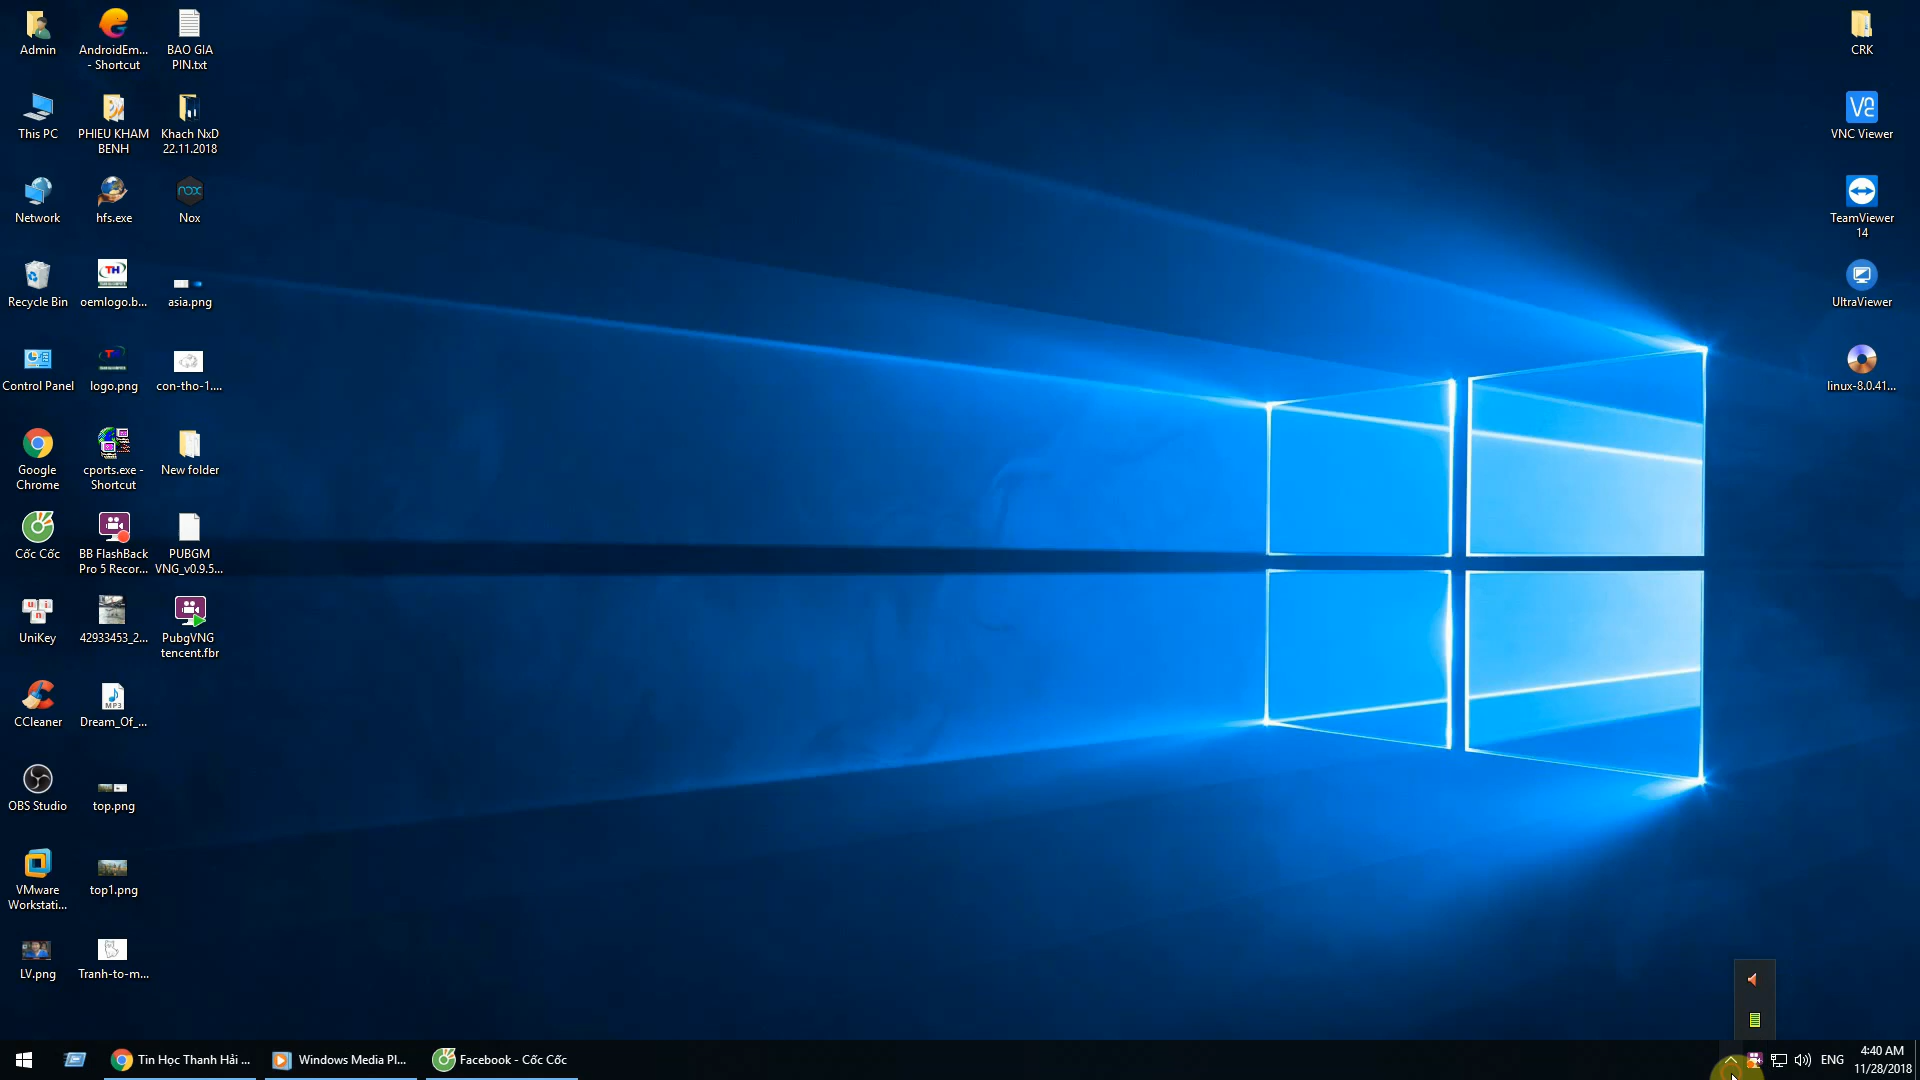 Admin
AndroidEm...
- Shortcut
BAO GIA
PIN.txt
This PC
PHIEU KHAM
BENH
Khach NxD
22.11.2018
Network
hfs.exe
nox
Nox
Recycle Bin
TH
oemlogo.b...
asia.png
Control Panel
logo.png
con-tho-1....
Google
Chrome
cports.exe -
Shortcut
New folder
Cốc Cốc
BB FlashBack
Pro 5 Recor...
PUBGM
VNG_v0.9.5...
UniKey
42933453_2...
PubgVNG
tencent.fbr
CCleaner
MP3
Dream_Of_...
OBS Studio
top.png
VMware
Workstati...
top1.png
LV.png
Tranh-to-m...
CRK
VNC Viewer
TeamViewer
14
UltraViewer
linux-8.0.41...
Tin Học Thanh Hải ...
Windows Media Pl...
Facebook - Cốc Cốc
ENG
4:40 AM
11/28/2018